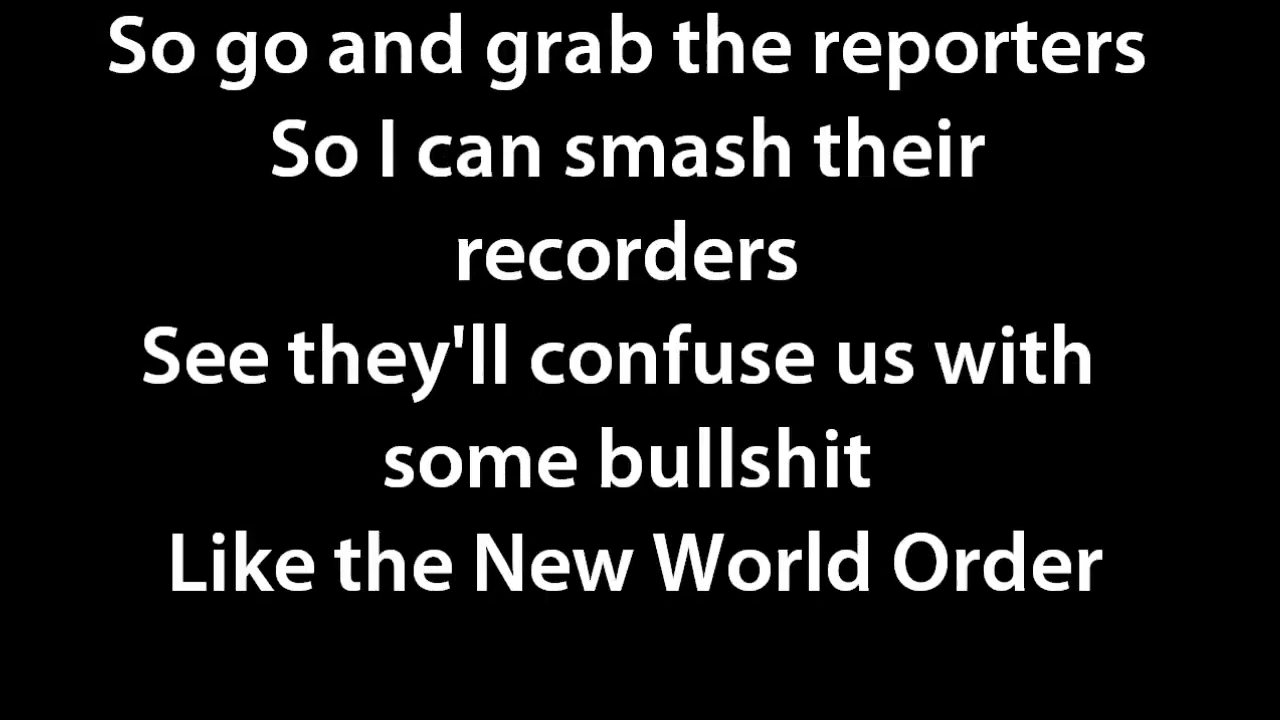 So go and grab the reporters
So I can smash their
recorders
See they'll confuse us with
some bullshit
Like the New World Order